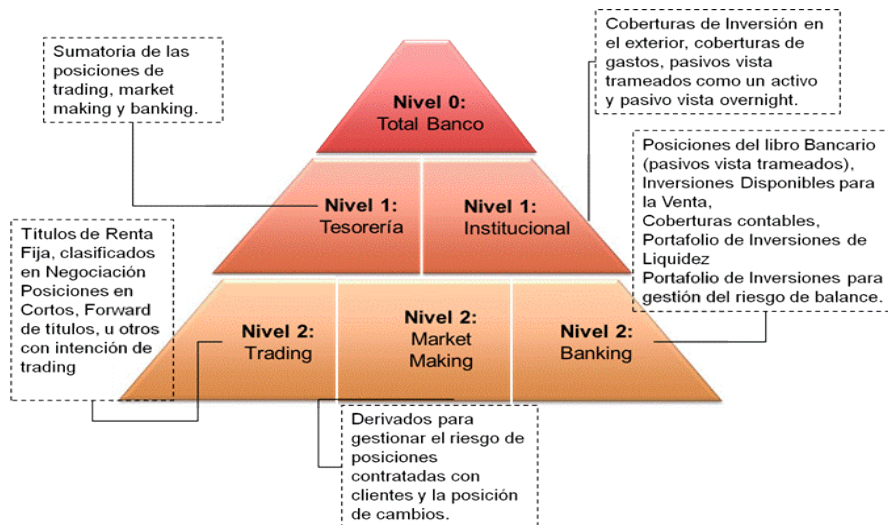 Sumatoria de las
posiciones de
trading, market
making y banking.
Coberturas de Inversión en
el exterior, coberturas de
gastos, pasivos vista
trameados como un activo
y pasivo vista overnight.
Nivel 0:
Total Banco
Nivel 1:
Tesorería
Nivel 1:
Institucional
Posiciones del libro Bancario
(pasivos vista trameados),
Inversiones Disponibles para
la Venta,
Coberturas contables,
Portafolio de Inversiones de
Liquidez
Portafolio de Inversiones para
gestión del riesgo de balance.
Títulos de Renta
Fija, clasificados
en Negociación
Posiciones en
Cortos, Forward
de títulos, u otros
con intención de
trading
Nivel 2:
Trading
Nivel 2:
Market
Making
Nivel 2:
Banking
Derivados para
gestionar el riesgo de
posiciones
contratadas con
clientes y la posición
de cambios.